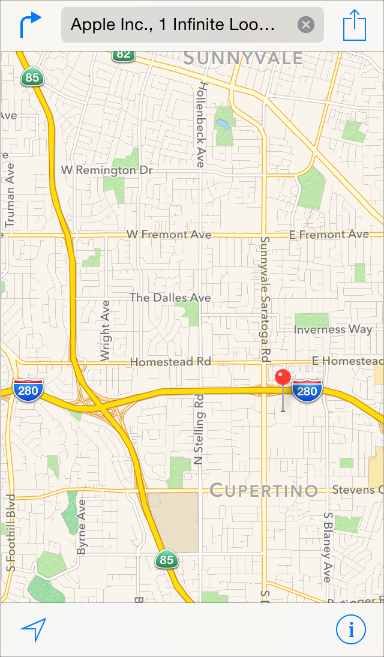 Apple Inc., 1 Infinite Loo...
82
SUNNYVALE
85
Hollenbeck Ave
Ave
W Remington Dr
Truman Ave
W Fremont Ave
E Fremont Ave
Sunnyvale Saratoga Rd
The Dalles Ave
Wright Ave
Inverness Way
Homestead Rd
E Homestead
280
280
N Stelling Rd
CUPERTINO
Stevens C
S Foothill Blvd
Byrne Ave
S Blaney Ave
85
S D